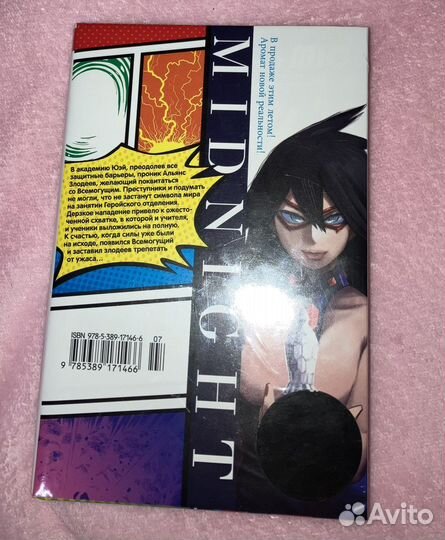 В продаже этим летом!
Аромат новой реальности!
MIDNIGHT
В академию Юэй, преодолев все
защитные барьеры, проник Альянс
Злодеев, желающий поквитаться
со Всемогущим. Преступники и подумать
не могли, что не застанут символа мира
на занятии Геройского отделения.
Дерзкое нападение привело к ожесто-
ченной схватке, в которой и учителя,
и ученики выложились на полную.
К счастью, когда силы уже были
на исходе, появился Всемогущий
и заставил злодеев трепетать
от ужаса...
ISBN 978-5-389-17146-6
07
9 785389 171466
Avito